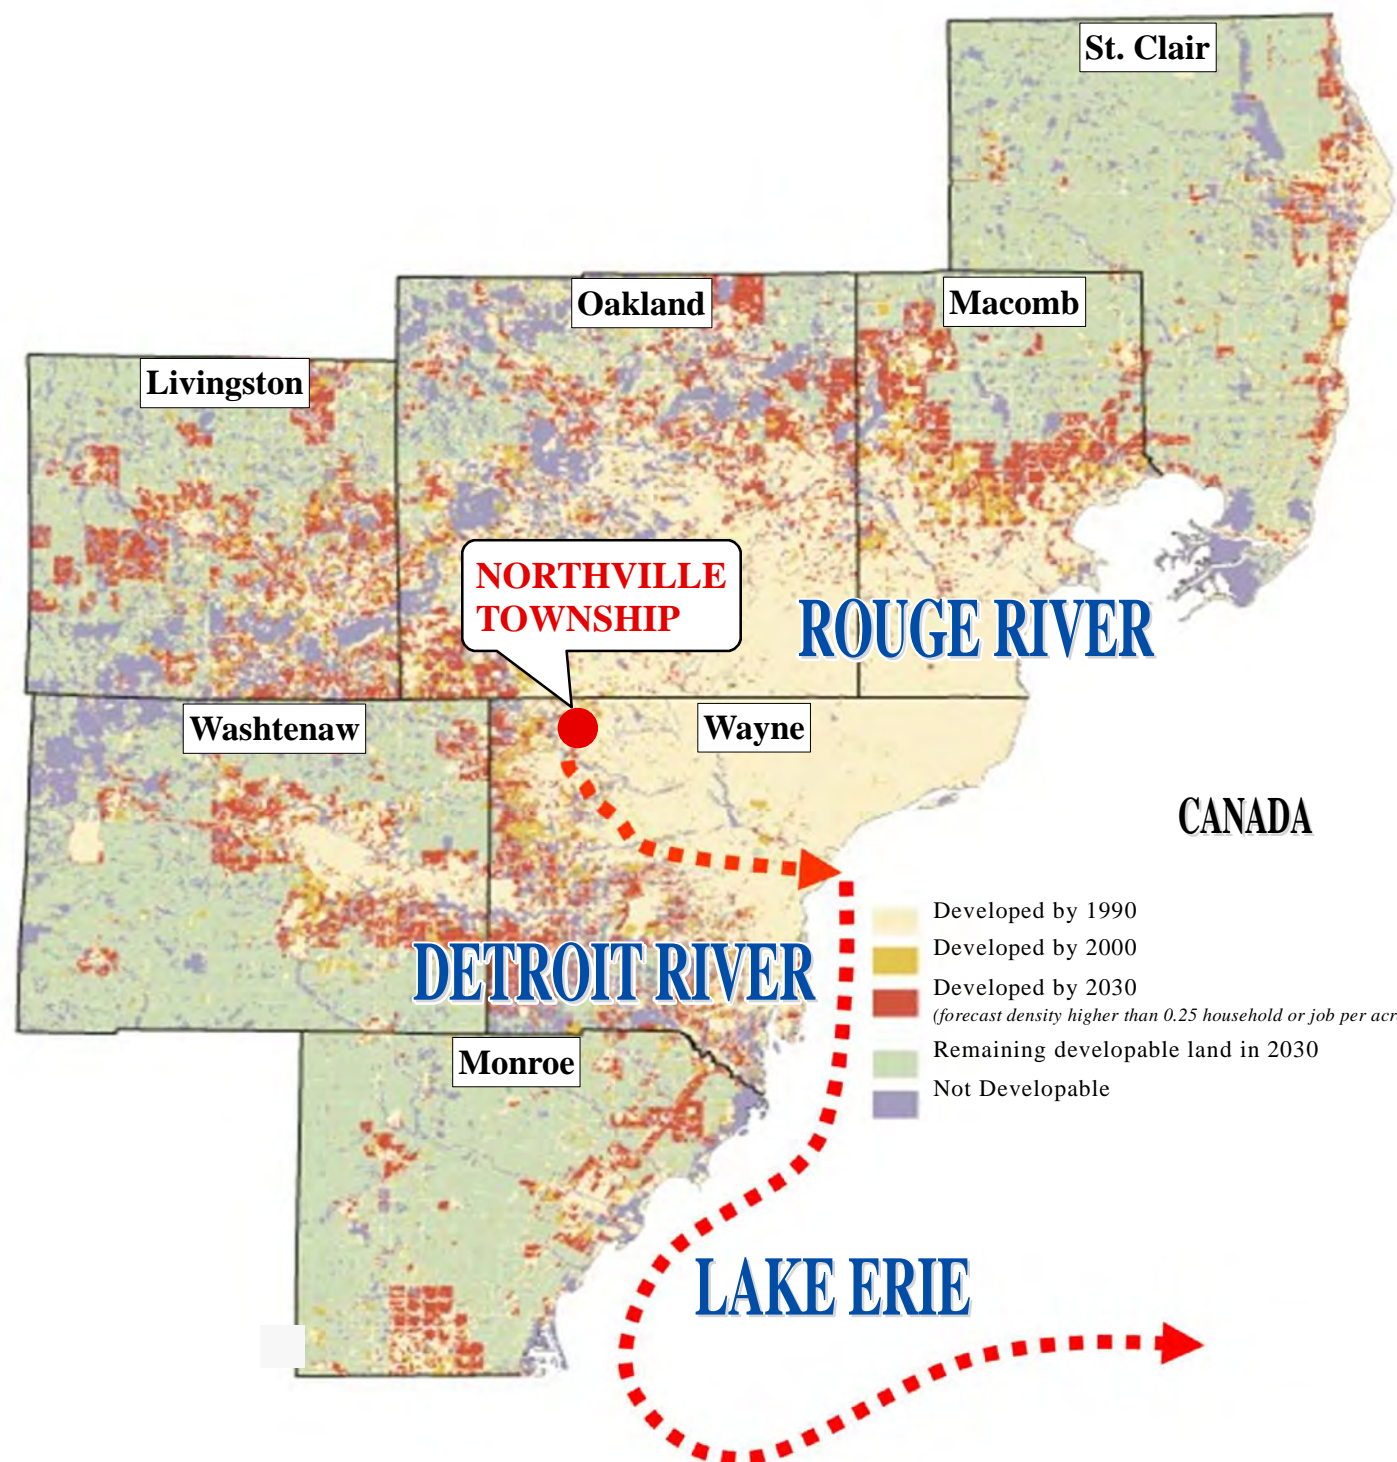 St. Clair
Oakland
Macomb
Livingston
NORTHVILLE
TOWNSHIP
ROUGE RIVER
Washtenaw
Wayne
CANADA
Developed by 1990
Developed by 2000
DETROIT RIVER
Developed by 2030
(forecast density higher than 0.25 household or job per acr
Remaining developable land in 2030
Monroe
Not Developable
LAKE ERIE